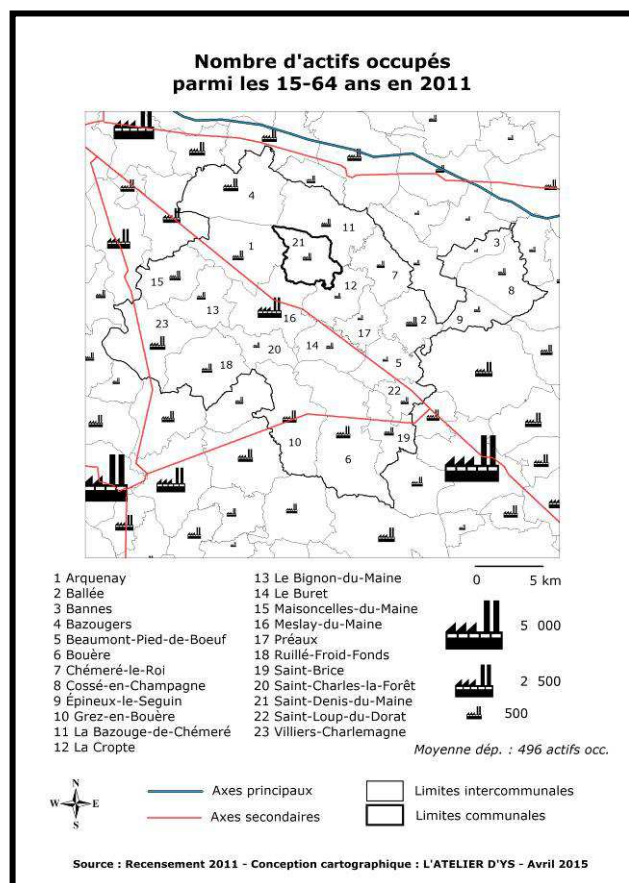 Nombre d'actifs occupés
parmi les 15-64 ans en 2011
4
11
3
21
1
7
8
15
12
13
2
9
16
17
23
14
20
5
18
22
10
19
6
1 Arquenay
2 Ballée
3 Bannes
4 Bazougers
5 Beaumont-Pied-de-Boeuf
6 Bouère
7 Chémeré-le-Roi
8 Cossé-en-Champagne
9 Épineux-le-Seguin
10 Grez-en-Bouère
11 La Bazouge-de-Chémeré
12 La Cropte
13 Le Bignon-du-Maine
14 Le Buret
15 Maisoncelles-du-Maine
16 Meslay-du-Maine
17 Préaux
18 Ruillé-Froid-Fonds
19 Saint-Brice
20 Saint-Charles-la-Forêt
21 Saint-Denis-du-Maine
22 Saint-Loup-du-Dorat
23 Villiers-Charlemagne
0 5 km
5 000
2 500
500
Moyenne dép. : 496 actifs occ.
N
W E
S
Axes principaux
Axes secondaires
Limites intercommunales
Limites communales
Source : Recensement 2011 - Conception cartographique : L'ATELIER D'YS - Avril 2015